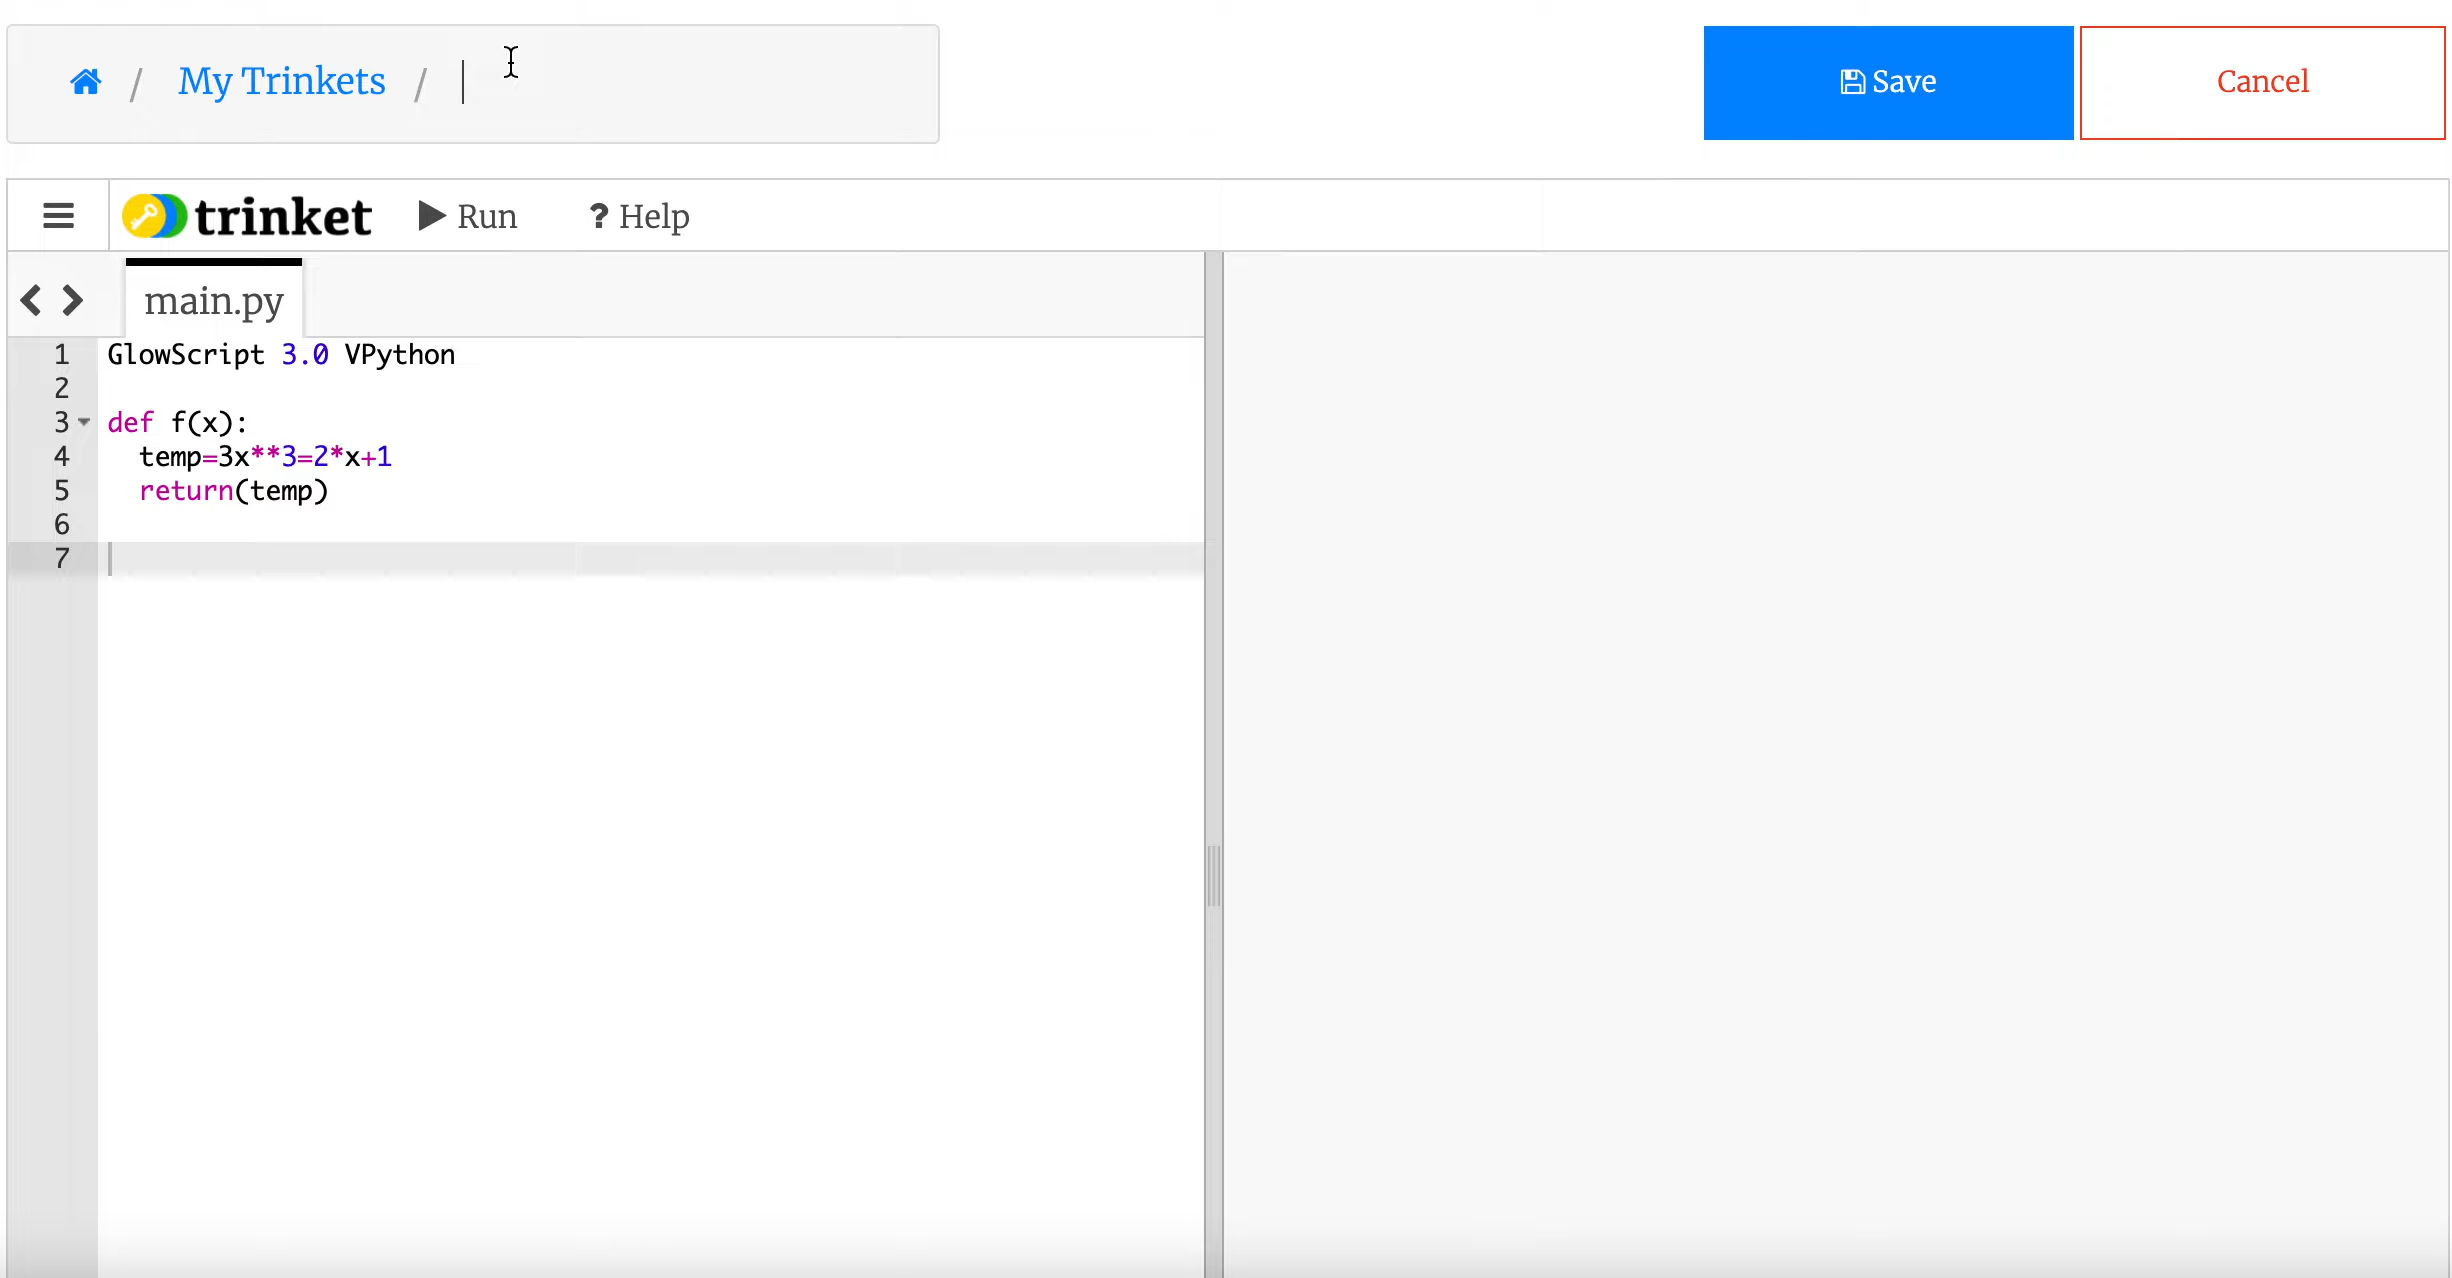 / My Trinkets /
Save
Cancel
trinket
Run
? Help
main.py
1 GlowScript 3.0 VPython
2
3 def f(x):
4   temp=3x**3=2*x+1
5   return(temp)
6
7